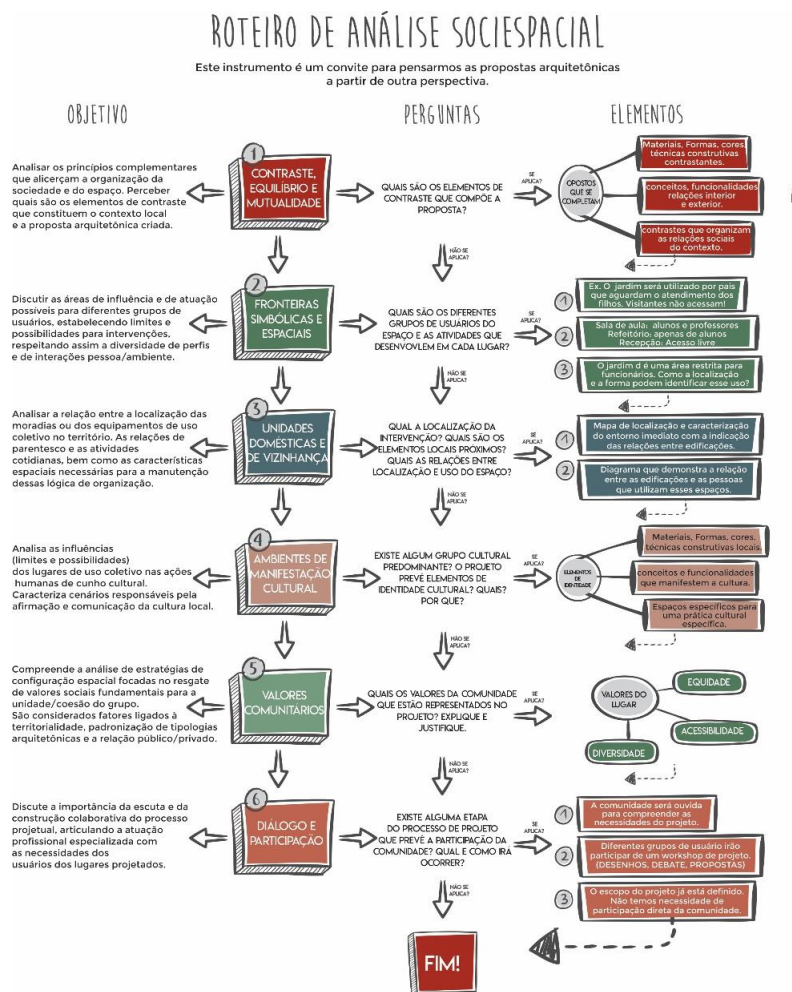 ROTEIRO DE ANÁLISE SOCIESPACIAL
Este instrumento é um convite para pensarmos as propostas arquitetônicas
a partir de outra perspectiva.
OBJETIVO
PERGUNTAS
ELEMENTOS
Analisar os princípios complementares
que alicerçam a organização da
sociedade e do espaço. Perceber
quais são os elementos de contraste
que constituem o contexto local
e a proposta arquitetônica criada.
1
CONTRASTE,
EQUILÍBRIO E
MUTUALIDADE
QUAIS SÃO OS ELEMENTOS DE
CONTRASTE QUE COMPÕE A
PROPOSTA?
SE
APLICA?
OPOSTOS
QUE SE
COMPLETAM
Materiais, Formas, cores,
técnicas construtivas
contrastantes.
conceitos, funcionalidades
relações interior
e exterior.
contrastes que organizam
as relações sociais
do contexto.
NÃO SE
APLICA?
Discutir as áreas de influência e de atuação
possíveis para diferentes grupos de
usuários, estabelecendo limites e
possibilidades para intervenções,
respeitando assim a diversidade de perfis
e de interações pessoa/ambiente.
2
FRONTEIRAS
SIMBÓLICAS E
ESPACIAIS
QUAIS SÃO OS DIFERENTES
GRUPOS DE USUÁRIOS DO
ESPAÇO E AS ATIVIDADES QUE
DESENVOVLEM EM CADA LUGAR?
SE
APLICA?
1
Ex. O jardim será utilizado por pais
que aguardam o atendimento dos
filhos. Visitantes não acessam!
2
Sala de aula: alunos e professores
Refeitório: apenas de alunos
Recepção: Acesso livre
3
O jardim d é uma área restrita para
funcionários. Como a localização
e a forma podem identificar esse uso?
NÃO SE
APLICA?
Analisar a relação entre a localização das
moradias ou dos equipamentos de uso
coletivo no território. As relações de
parentesco e as atividades
cotidianas, bem como as características
espaciais necessárias para a manutenção
dessas lógica de organização.
3
UNIDADES
DOMÉSTICAS E
DE VIZINHANÇA
QUAL A LOCALIZAÇÃO DA
INTERVENÇÃO? QUAIS SÃO OS
ELEMENTOS LOCAIS PRÓXIMOS?
QUAIS AS RELAÇÕES ENTRE
LOCALIZAÇÃO E USO DO ESPAÇO?
SE
APLICA?
1
Mapa de localização e caracterização
do entorno imediato com a indicação
das relações entre edificações.
2
Diagrama que demonstra a relação
entre as edificações e as pessoas
que utilizam esses espaços.
NÃO SE
APLICA?
Analisa as influências
(limites e possibilidades)
dos lugares de uso coletivo nas ações
humanas de cunho cultural.
Caracteriza cenários responsáveis pela
afirmação e comunicação da cultura local.
4
AMBIENTES DE
MANIFESTAÇÃO
CULTURAL
EXISTE ALGUM GRUPO CULTURAL
PREDOMINANTE? O PROJETO
PREVÊ ELEMENTOS DE
IDENTIDADE CULTURAL? QUAIS?
POR QUE?
SE
APLICA?
ELEMENTOS
DE
IDENTIDADE
Materiais, Formas, cores,
técnicas construtivas locais.
conceitos e funcionalidades
que manifestem a cultura.
Espaços específicos para
uma prática cultural
específica.
NÃO SE
APLICA?
Compreende a análise de estratégias de
configuração espacial focadas no resgate
de valores sociais fundamentais para a
unidade/coesão do grupo.
São considerados fatores ligados à
territorialidade, padronização de tipologias
arquitetônicas e a relação público/privado.
5
VALORES
COMUNITÁRIOS
QUAIS OS VALORES DA COMUNIDADE
QUE ESTÃO REPRESENTADOS NO
PROJETO? EXPLIQUE E
JUSTIFIQUE.
SE
APLICA?
VALORES DO
LUGAR
EQUIDADE
ACESSIBILIDADE
DIVERSIDADE
NÃO SE
APLICA?
Discute a importância da escuta e da
construção colaborativa do processo
projetual, articulando a atuação
profissional especializada com
as necessidades dos
usuários dos lugares projetados.
6
DIÁLOGO E
PARTICIPAÇÃO
EXISTE ALGUMA ETAPA
DO PROCESSO DE PROJETO
QUE PREVÊ A PARTICIPAÇÃO DA
COMUNIDADE? QUAL E COMO IRÁ
OCORRER?
SE
APLICA?
1
A comunidade será ouvida
para compreender as
necessidades do projeto.
2
Diferentes grupos de usuários irão
participar de um workshop de projeto.
(DESENHOS, DEBATE, PROPOSTAS)
3
O escopo do projeto já está definido.
Não temos necessidade de
participação direta da comunidade.
NÃO SE
APLICA?
FIM!